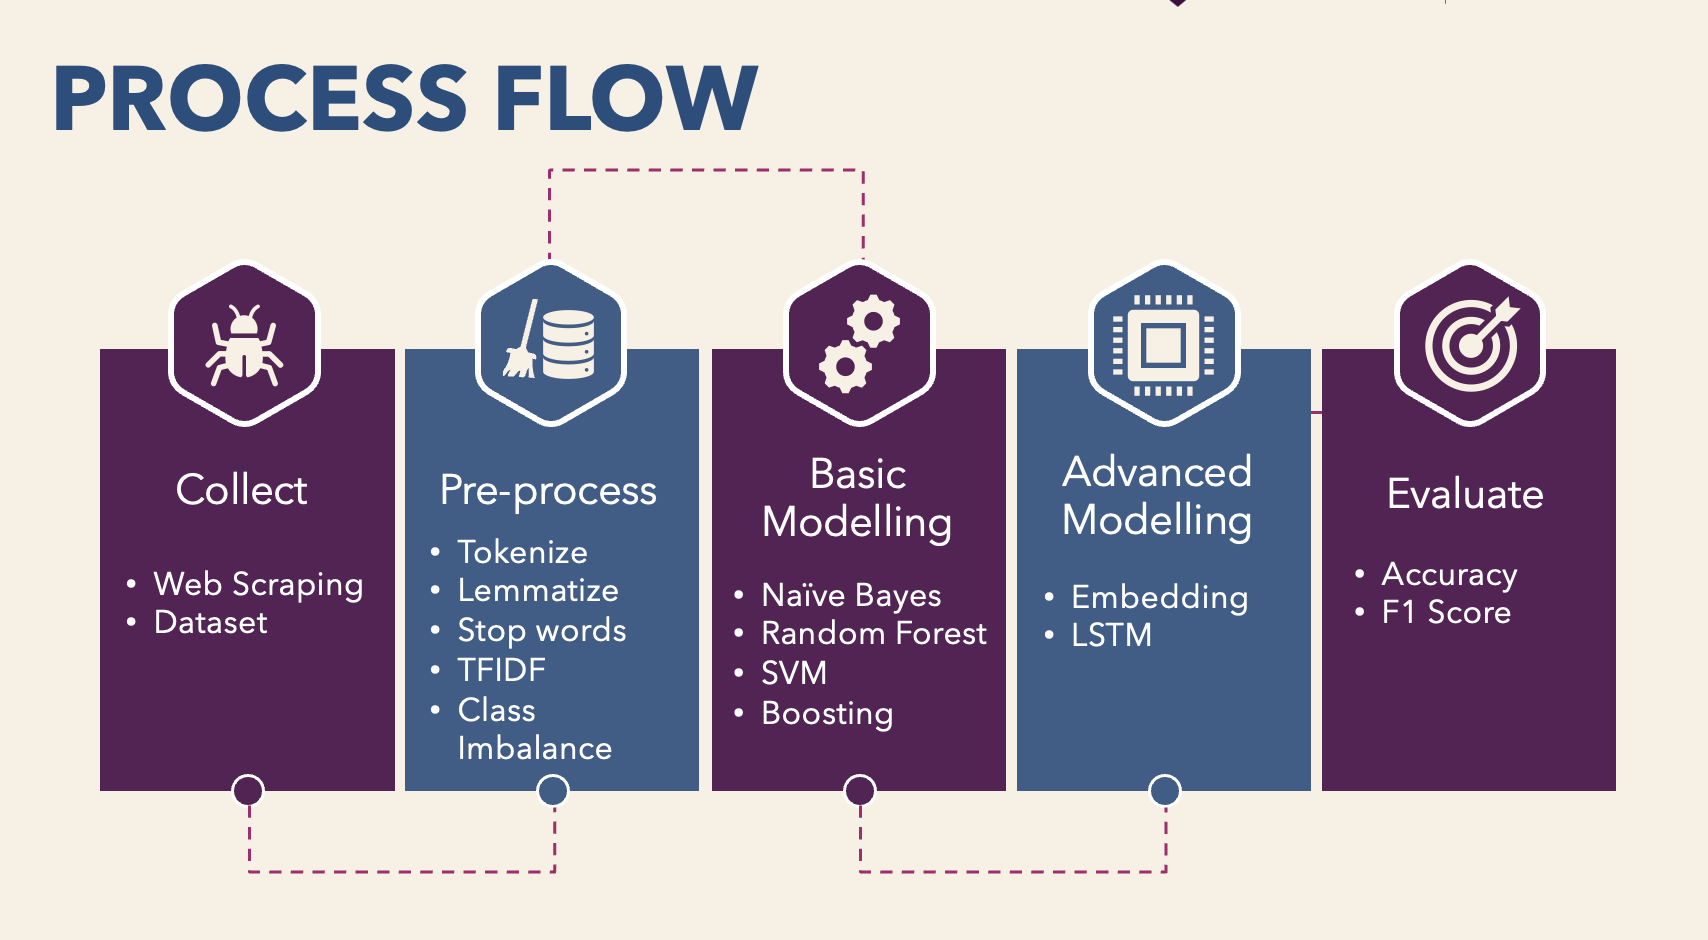 PROCESS FLOW
Collect
• Web Scraping
• Dataset
Pre-process
• Tokenize
• Lemmatize
• Stop words
• TFIDF
• Class
Imbalance
Basic
Modelling
• Naïve Bayes
• Random Forest
• SVM
• Boosting
Advanced
Modelling
• Embedding
• LSTM
Evaluate
• Accuracy
• F1 Score